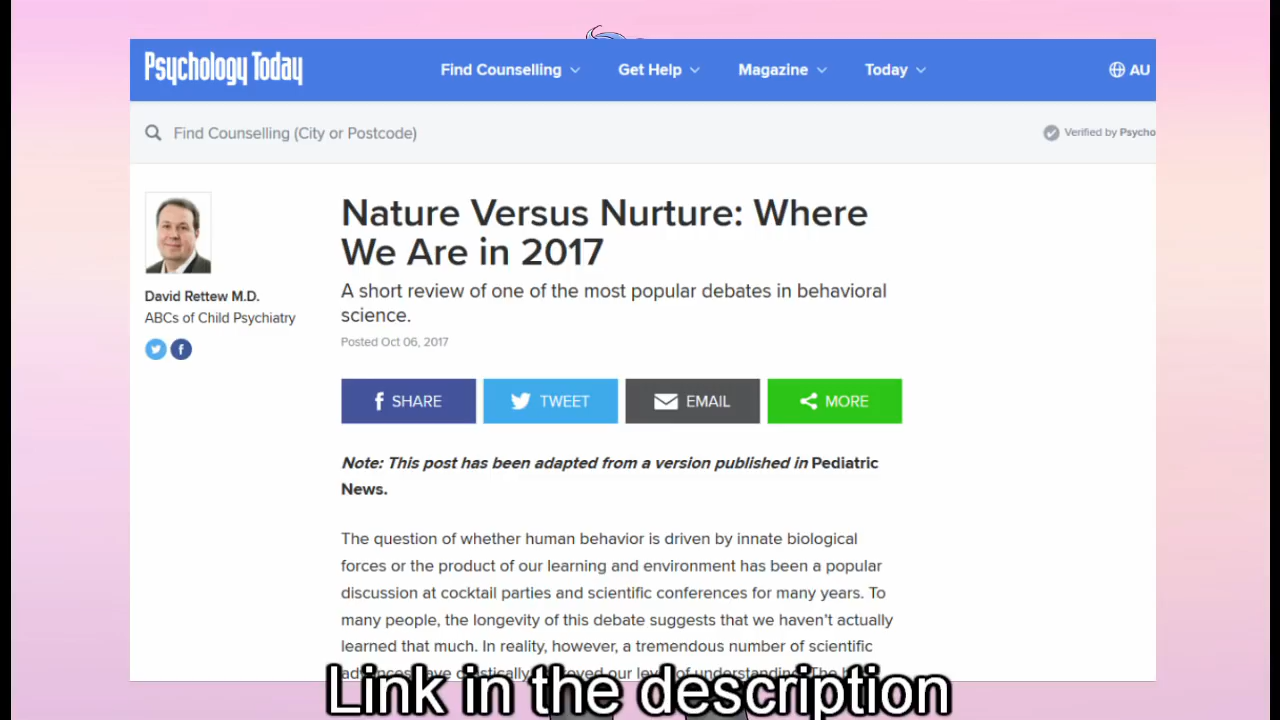 Psychology Today
Find Counselling
Get Help
Magazine
Today
AU
Find Counselling (City or Postcode)
Verified by Psycho
Nature Versus Nurture: Where
We Are in 2017
A short review of one of the most popular debates in behavioral
science.
Posted Oct 06, 2017
David Rettew M.D.
ABCs of Child Psychiatry
SHARE
TWEET
EMAIL
MORE
Note: This post has been adapted from a version published in Pediatric
News.
The question of whether human behavior is driven by innate biological
forces or the product of our learning and environment has been a popular
discussion at cocktail parties and scientific conferences for many years. To
many people, the longevity of this debate suggests that we haven't actually
learned that much. In reality, however, a tremendous number of scientific
our of understanding. The
Link in the description